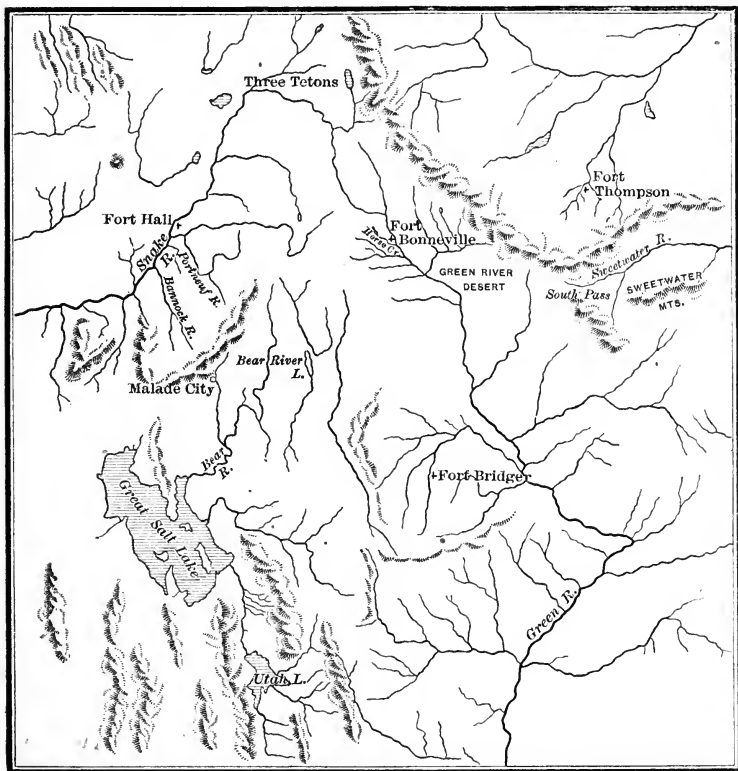 Three Tetons
Fort
Thompson
Fort Hall
Fort
Bonneville
Horse Cr.
Snake
R.
Portneuf R.
Bannock R.
Sweetwater R.
GREEN RIVER
DESERT
SWEETWATER
MTS.
South Pass
Bear River
L.
Malade City
Bear
R.
Fort Bridger
Great Salt Lake
Green R.
Utah L.